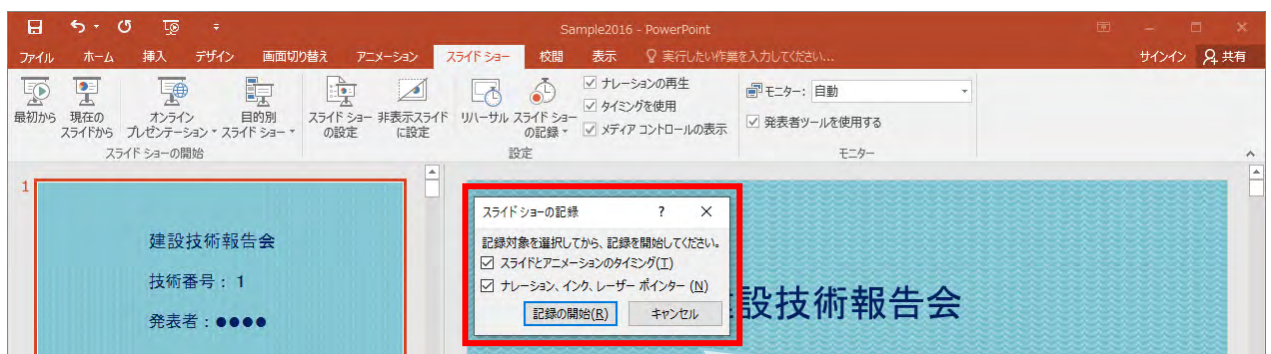 Sample2016 - PowerPoint
ファイル ホーム 挿入 デザイン 画面切り替え アニメーション スライド ショー 校閲 表示 実行したい作業を入力してください... サインイン 共有
最初から 現在の スライドから オンライン プレゼンテーション 目的別 スライド ショー スライド ショー の設定 非表示スライド に設定 リハーサル スライド ショー の記録
ナレーションの再生
タイミングを使用
メディア コントロールの表示
モニター: 自動
発表者ツールを使用する
スライド ショーの開始 設定 モニター
1
建設技術報告会
技術番号：1
発表者：●●●●
スライド ショーの記録 ? ×
記録対象を選択してから、記録を開始してください。
スライドとアニメーションのタイミング(T)
ナレーション、インク、レーザー ポインター (N)
記録の開始(R) キャンセル
設技術報告会